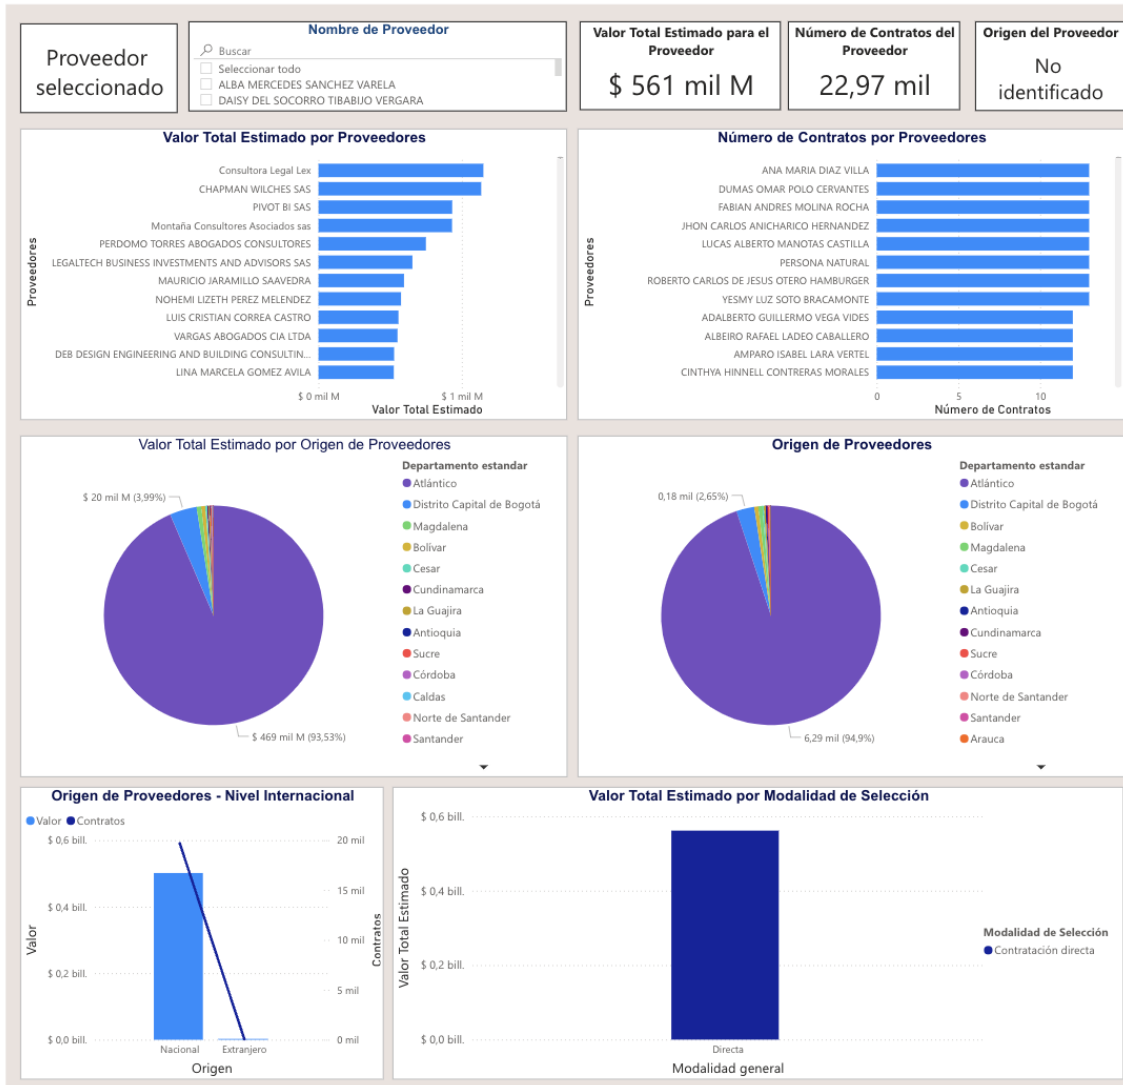 Proveedor
seleccionado
Nombre de Proveedor
Buscar
Seleccionar todo
ALBA MERCEDES SANCHEZ VARELA
DAISY DEL SOCORRO TIBABIJO VERGARA
Valor Total Estimado para el
Proveedor
$ 561 mil M
Número de Contratos del
Proveedor
22,97 mil
Origen del Proveedor
No
identificado
Valor Total Estimado por Proveedores
Proveedores
Consultora Legal Lex
CHAPMAN WILCHES SAS
PIVOT BI SAS
Montaña Consultores Asociados sas
PERDOMO TORRES ABOGADOS CONSULTORES
LEGALTECH BUSINESS INVESTMENTS AND ADVISORS SAS
MAURICIO JARAMILLO SAAVEDRA
NOHEMI LIZETH PEREZ MELENDEZ
LUIS CRISTIAN CORREA CASTRO
VARGAS ABOGADOS CIA LTDA
DEB DESIGN ENGINEERING AND BUILDING CONSULTIN...
LINA MARCELA GOMEZ AVILA
$ 0 mil M $ 1 mil M
Valor Total Estimado
Número de Contratos por Proveedores
Proveedores
ANA MARIA DIAZ VILLA
DUMAS OMAR POLO CERVANTES
FABIAN ANDRES MOLINA ROCHA
JHON CARLOS ANICHARICO HERNANDEZ
LUCAS ALBERTO MANOTAS CASTILLA
PERSONA NATURAL
ROBERTO CARLOS DE JESUS OTERO HAMBURGER
YESMY LUZ SOTO BRACAMONTE
ADALBERTO GUILLERMO VEGA VIDES
ALBEIRO RAFAEL LADEO CABALLERO
AMPARO ISABEL LARA VERTEL
CINTHYA HINNELL CONTRERAS MORALES
0 5 10
Número de Contratos
Valor Total Estimado por Origen de Proveedores
$ 20 mil M (3,99%)
$ 469 mil M (93,53%)
Departamento estandar
Atlántico
Distrito Capital de Bogotá
Magdalena
Bolívar
Cesar
Cundinamarca
La Guajira
Antioquia
Sucre
Córdoba
Caldas
Norte de Santander
Santander
Origen de Proveedores
0,18 mil (2,65%)
6,29 mil (94,9%)
Departamento estandar
Atlántico
Distrito Capital de Bogotá
Bolívar
Magdalena
Cesar
La Guajira
Antioquia
Cundinamarca
Sucre
Córdoba
Norte de Santander
Santander
Arauca
Origen de Proveedores - Nivel Internacional
Valor Contratos
Valor
$ 0,6 bill.
$ 0,4 bill.
$ 0,2 bill.
$ 0,0 bill.
20 mil
15 mil
10 mil
5 mil
0 mil
Contratos
Nacional Extranjero
Origen
Valor Total Estimado por Modalidad de Selección
Valor Total Estimado
$ 0,6 bill.
$ 0,4 bill.
$ 0,2 bill.
$ 0,0 bill.
Directa
Modalidad general
Modalidad de Selección
Contratación directa